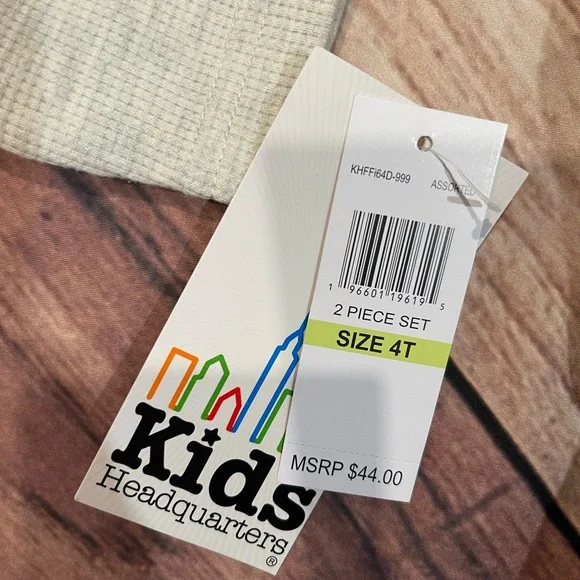 KHFFi64D-999 ASSORTED
1 96601 19619 5
2 PIECE SET
SIZE 4T
MSRP $44.00
Kids
Headquarters
®